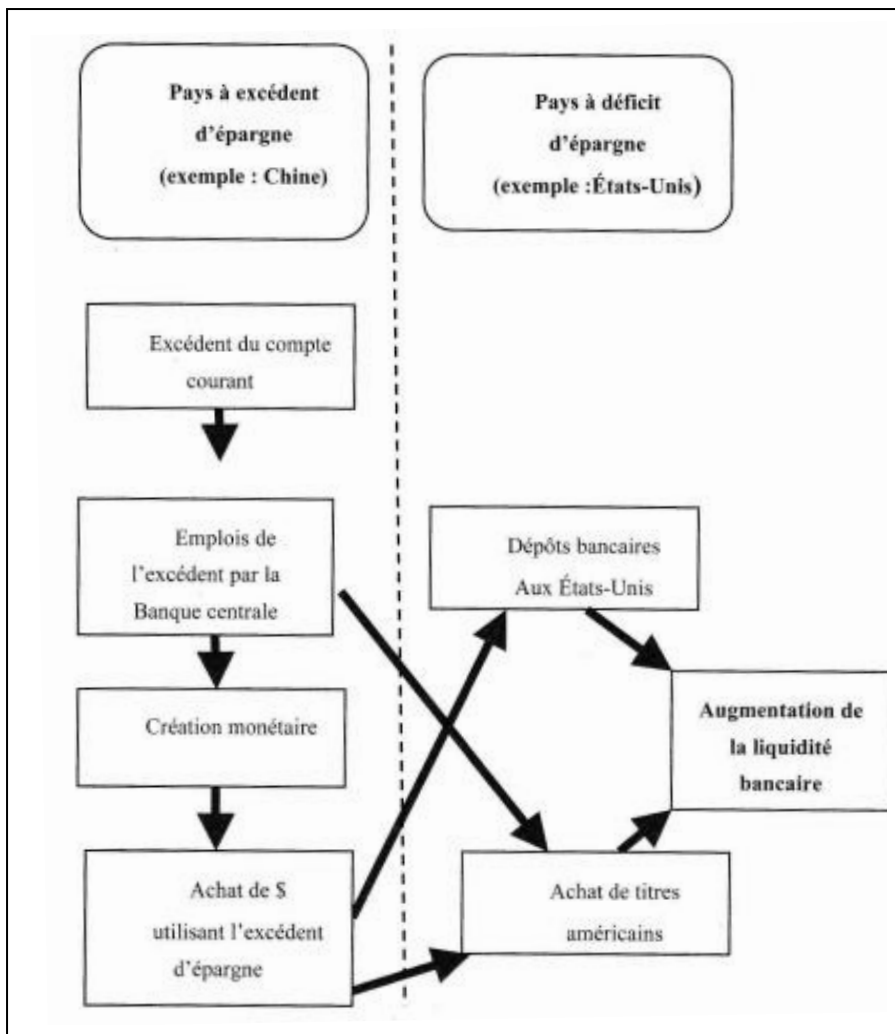 Pays à excédent
d'épargne
(exemple : Chine)
Pays à déficit
d'épargne
(exemple :États-Unis)
Excédent du compte
courant
Emplois de
l'excédent par la
Banque centrale
Dépôts bancaires
Aux États-Unis
Création monétaire
Augmentation de
la liquidité
bancaire
Achat de $
utilisant l'excédent
d'épargne
Achat de titres
américains